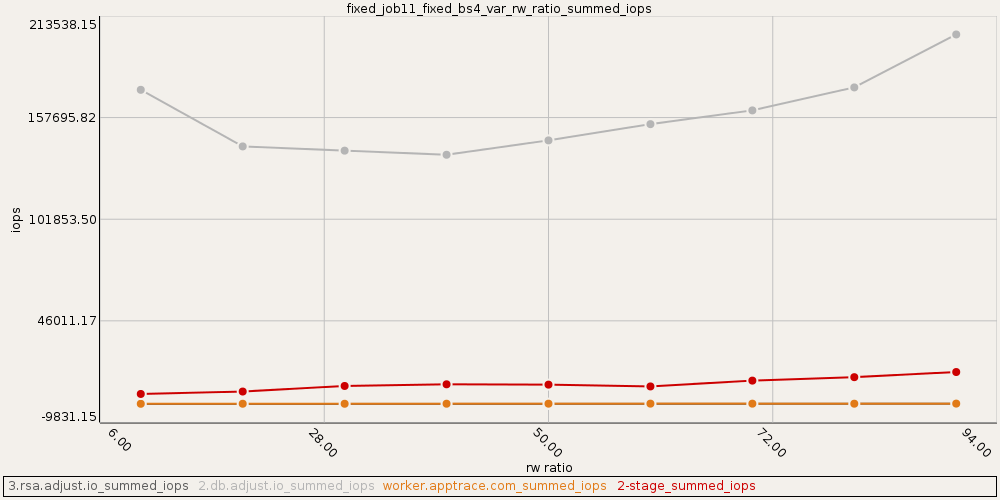 fixed_job11_fixed_bs4_var_rw_ratio_summed_iops
213538.15
157695.82
101853.50
46011.17
-9831.15
iops
6.00
28.00
50.00
72.00
94.00
rw ratio
3.rsa.adjust.io_summed_iops 2.db.adjust.io_summed_iops worker.apptrace.com_summed_iops 2-stage_summed_iops